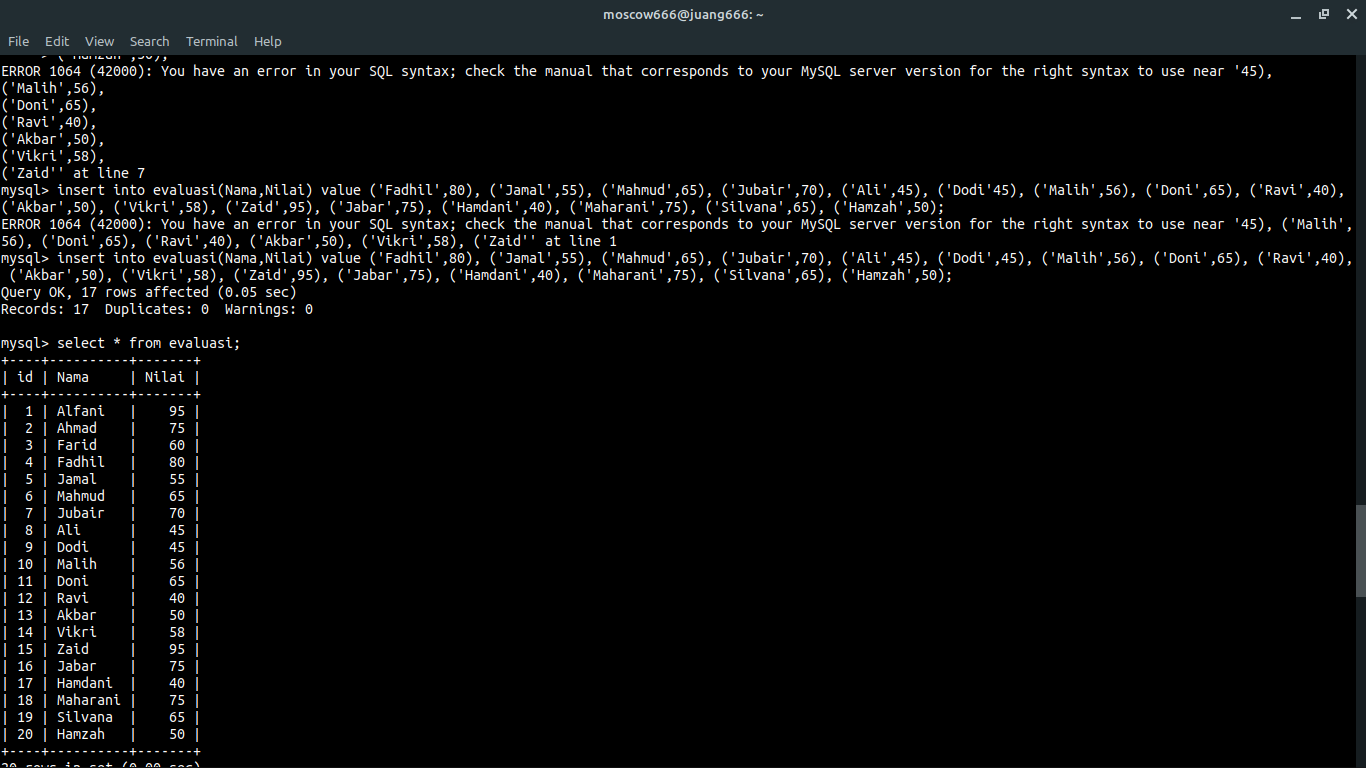 moscow666@juang666: ~
File Edit View Search Terminal Help
> ('Hamzah',50);
ERROR 1064 (42000): You have an error in your SQL syntax; check the manual that corresponds to your MySQL server version for the right syntax to use near '45),
('Malih',56),
('Doni',65),
('Ravi',40),
('Akbar',50),
('Vikri',58),
('Zaid'' at line 7
mysql> insert into evaluasi(Nama,Nilai) value ('Fadhil',80), ('Jamal',55), ('Mahmud',65), ('Jubair',70), ('Ali',45), ('Dodi'45), ('Malih',56), ('Doni',65), ('Ravi',40),
('Akbar',50), ('Vikri',58), ('Zaid',95), ('Jabar',75), ('Hamdani',40), ('Maharani',75), ('Silvana',65), ('Hamzah',50);
ERROR 1064 (42000): You have an error in your SQL syntax; check the manual that corresponds to your MySQL server version for the right syntax to use near '45), ('Malih',
56), ('Doni',65), ('Ravi',40), ('Akbar',50), ('Vikri',58), ('Zaid'' at line 1
mysql> insert into evaluasi(Nama,Nilai) value ('Fadhil',80), ('Jamal',55), ('Mahmud',65), ('Jubair',70), ('Ali',45), ('Dodi',45), ('Malih',56), ('Doni',65), ('Ravi',40),
 ('Akbar',50), ('Vikri',58), ('Zaid',95), ('Jabar',75), ('Hamdani',40), ('Maharani',75), ('Silvana',65), ('Hamzah',50);
Query OK, 17 rows affected (0.05 sec)
Records: 17  Duplicates: 0  Warnings: 0

mysql> select * from evaluasi;
+----+----------+-------+
| id | Nama     | Nilai |
+----+----------+-------+
|  1 | Alfani   |    95 |
|  2 | Ahmad    |    75 |
|  3 | Farid    |    60 |
|  4 | Fadhil   |    80 |
|  5 | Jamal    |    55 |
|  6 | Mahmud   |    65 |
|  7 | Jubair   |    70 |
|  8 | Ali      |    45 |
|  9 | Dodi     |    45 |
| 10 | Malih    |    56 |
| 11 | Doni     |    65 |
| 12 | Ravi     |    40 |
| 13 | Akbar    |    50 |
| 14 | Vikri    |    58 |
| 15 | Zaid     |    95 |
| 16 | Jabar    |    75 |
| 17 | Hamdani  |    40 |
| 18 | Maharani |    75 |
| 19 | Silvana  |    65 |
| 20 | Hamzah   |    50 |
+----+----------+-------+
20 rows in set (0.00 sec)